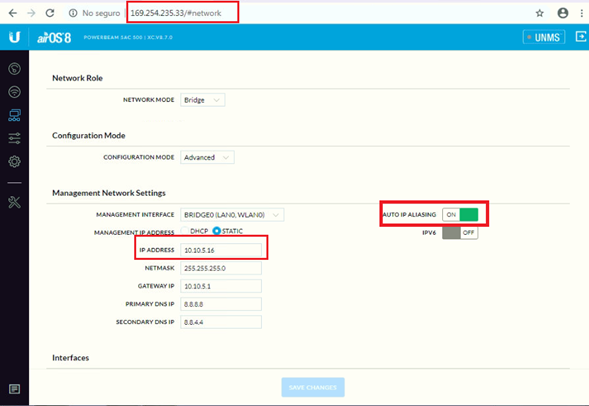 No seguro
169.254.235.33/#network
U
airOS 8
POWERBEAM 5AC 500 / XC.V8.7.0
UNMS
Network Role
NETWORK MODE
Bridge
Configuration Mode
CONFIGURATION MODE
Advanced
Management Network Settings
MANAGEMENT INTERFACE
BRIDGE0 (LAN0, WLAN0)
AUTO IP ALIASING
ON
MANAGEMENT IP ADDRESS
DHCP
STATIC
IPV6
OFF
IP ADDRESS
10.10.5.16
NETMASK
255.255.255.0
GATEWAY IP
10.10.5.1
PRIMARY DNS IP
8.8.8.8
SECONDARY DNS IP
8.8.4.4
Interfaces
SAVE CHANGES